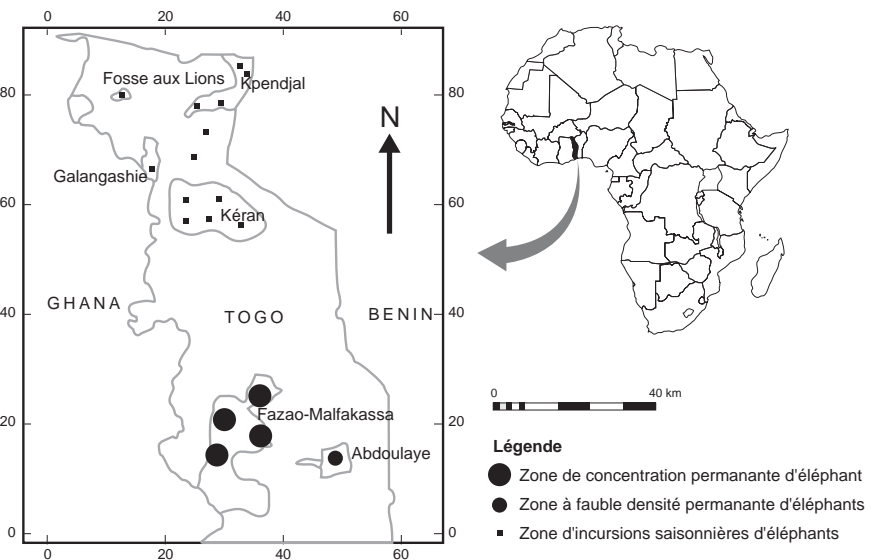 0 20 40 60
80 80
60 60
40 40
20 20
0 0
0 20 40 60
Fosse aux Lions
Kpendjal
Galangashie
Kéran
N
GHANA
TOGO
BENIN
Fazao-Malfakassa
Abdoulaye
0 40 km
Légende
Zone de concentration permanante d'éléphant
Zone à fauble densité permanante d'éléphants
Zone d'incursions saisonnières d'éléphants